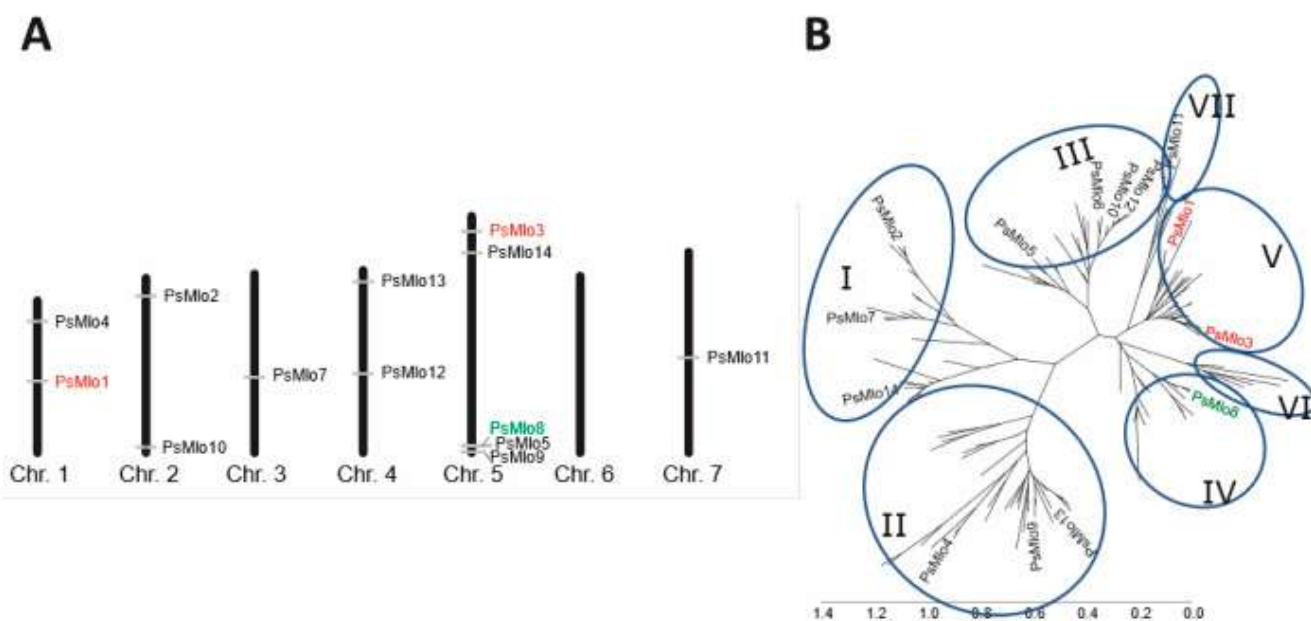 A
PsMlo4
PsMlo1
Chr. 1
PsMlo2
PsMlo10
Chr. 2
PsMlo7
Chr. 3
PsMlo13
PsMlo12
Chr. 4
PsMlo3
PsMlo14
PsMlo8
PsMlo5
PsMlo9
Chr. 5
Chr. 6
PsMlo11
Chr. 7
B
VII
PsMlo11
III
PsMlo6
PsMlo10
PsMlo12
PsMlo5
PsMlo1
V
PsMlo3
I
PsMlo2
PsMlo7
PsMlo14
VI
PsMlo8
IV
II
PsMlo4
PsMlo9
PsMlo13
1.4 1.2 1.0 0.8 0.6 0.4 0.2 0.0